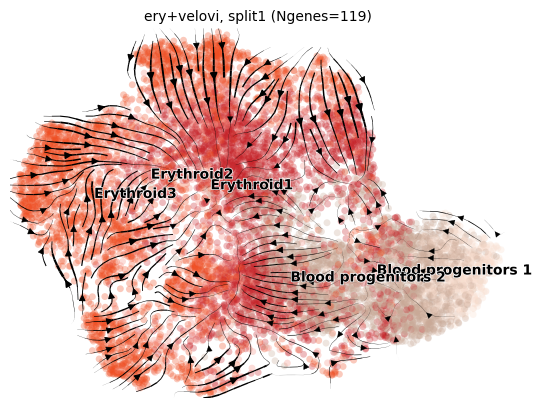 ery+velovi, split1 (Ngenes=119)
Erythroid2
Erythroid1
Erythroid3
Blood progenitors 1
Blood progenitors 2